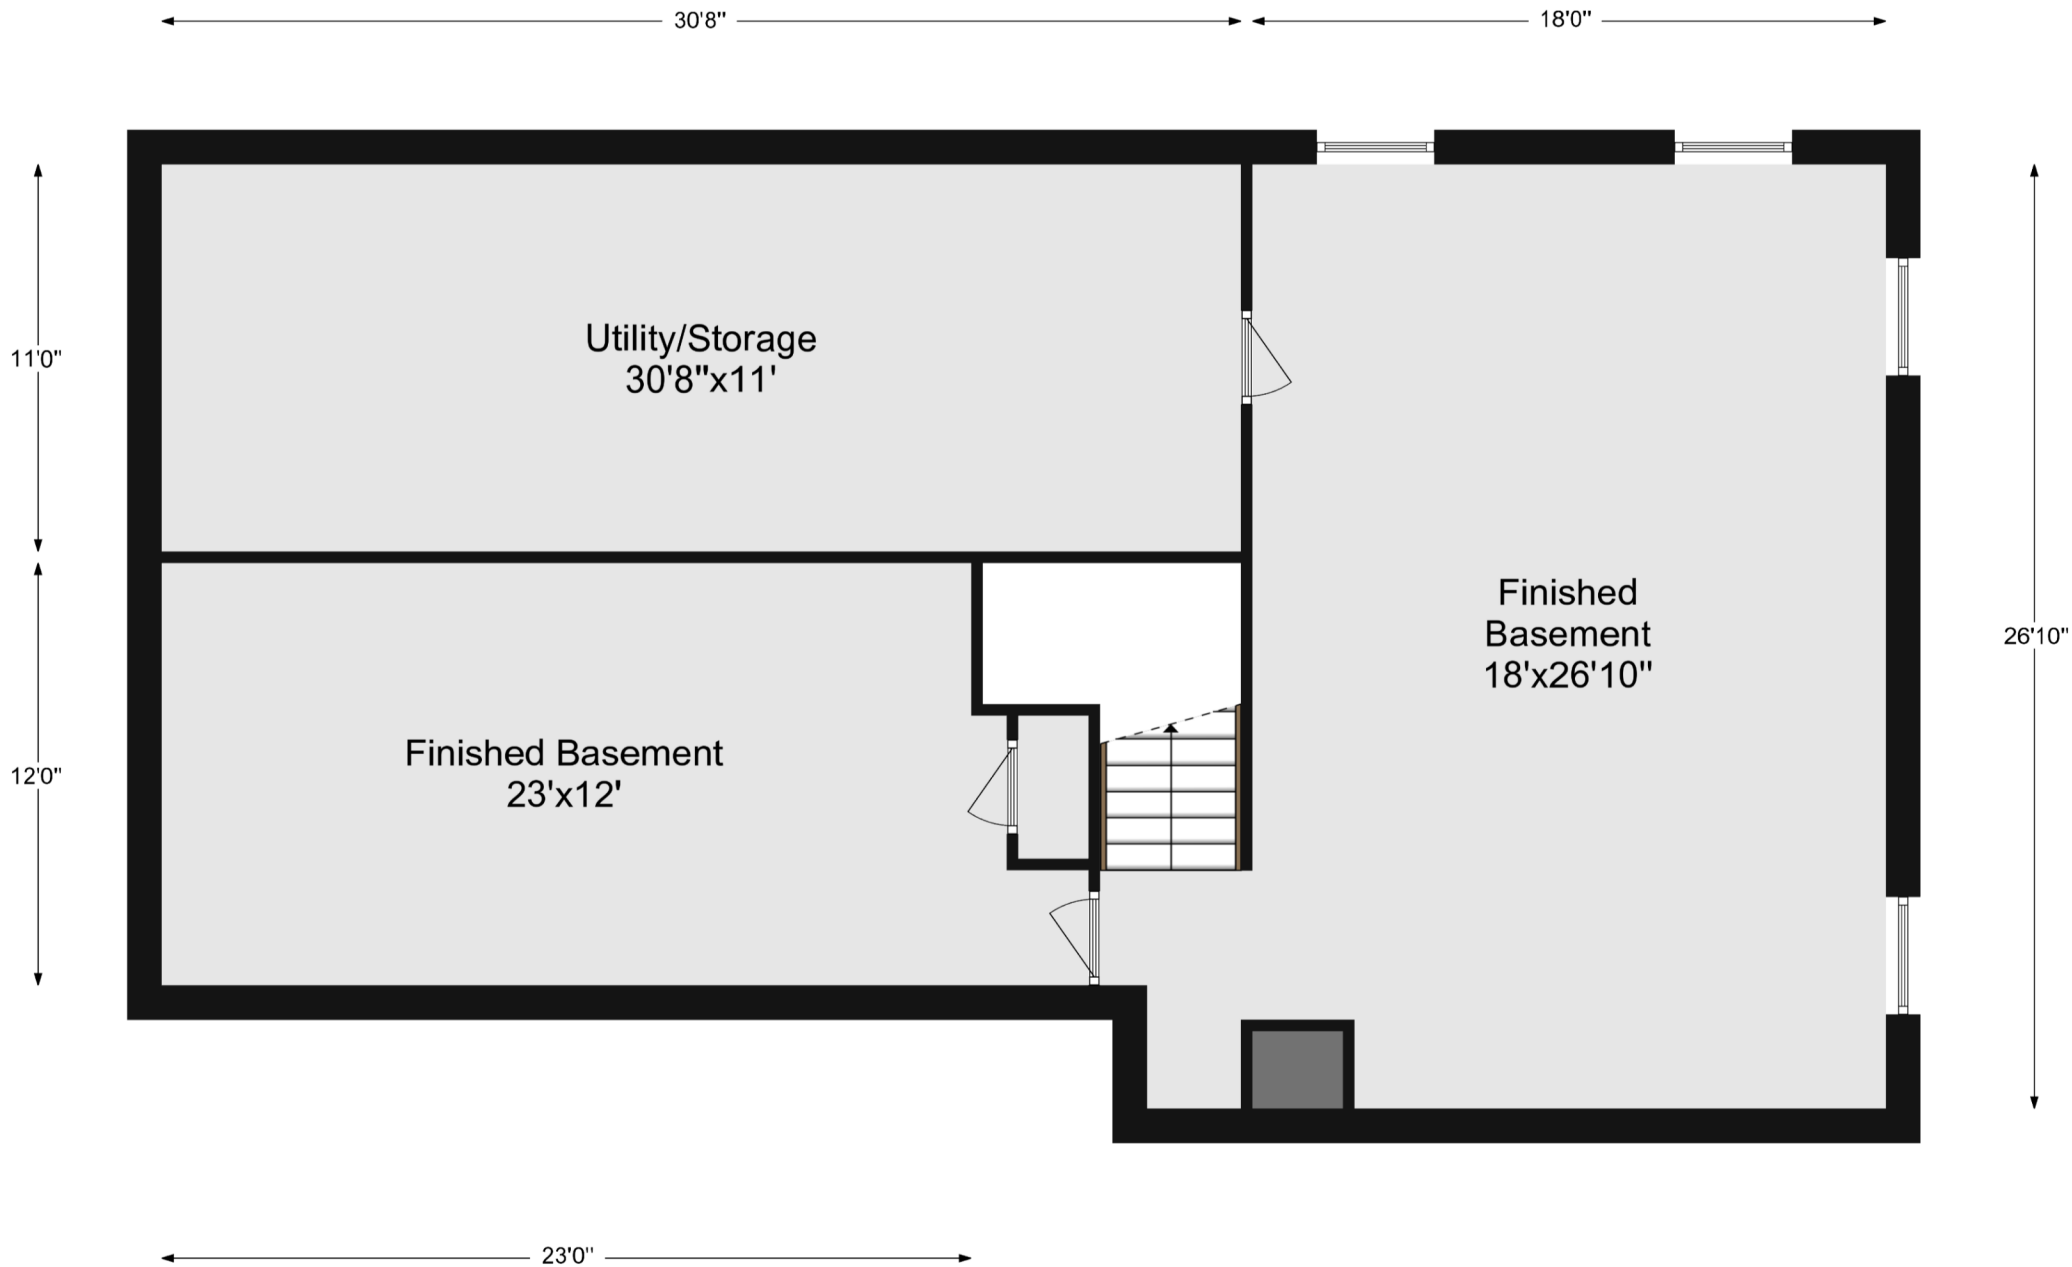 30'8"
18'0"
Utility/Storage
30'8"x11'
11'0"
Finished
Basement
18'x26'10"
26'10"
Finished Basement
23'x12'
12'0"
23'0"